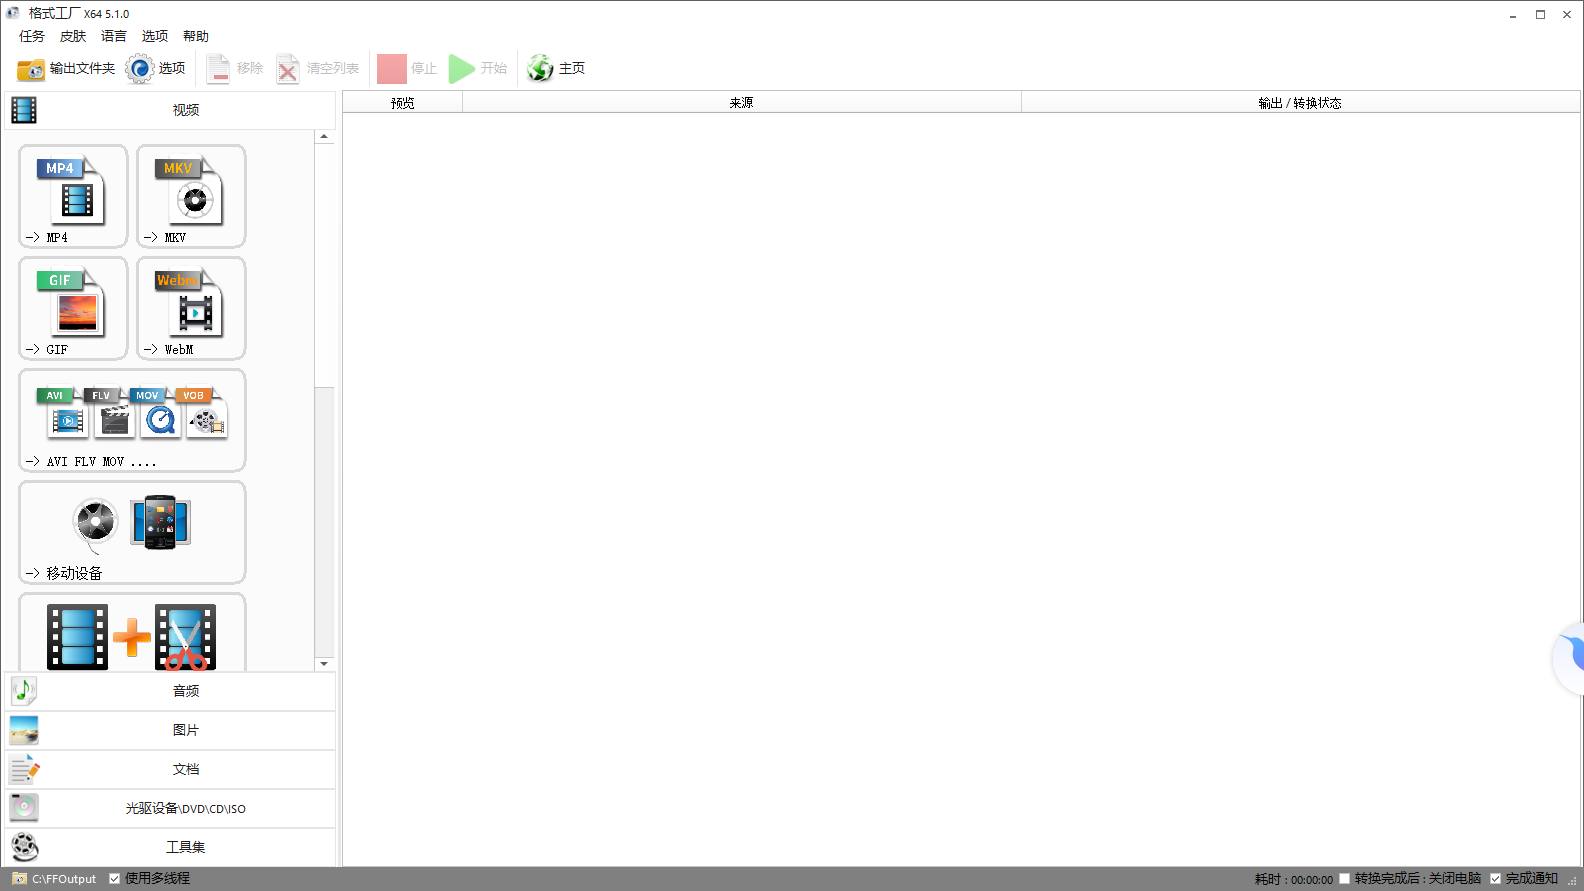 格式工厂 X64 5.1.0
任务 皮肤 语言 选项 帮助
输出文件夹 选项 移除 清空列表 停止 开始 主页
视频
预览 来源 输出 / 转换状态
MP4 MKV
-> MP4 -> MKV
GIF Webm
-> GIF -> WebM
AVI FLV MOV VOB
-> AVI FLV MOV ....
-> 移动设备
音频
图片
文档
光驱设备\DVD\CD\ISO
工具集
C:\FFOutput 使用多线程 耗时 : 00:00:00 转换完成后 : 关闭电脑 完成通知